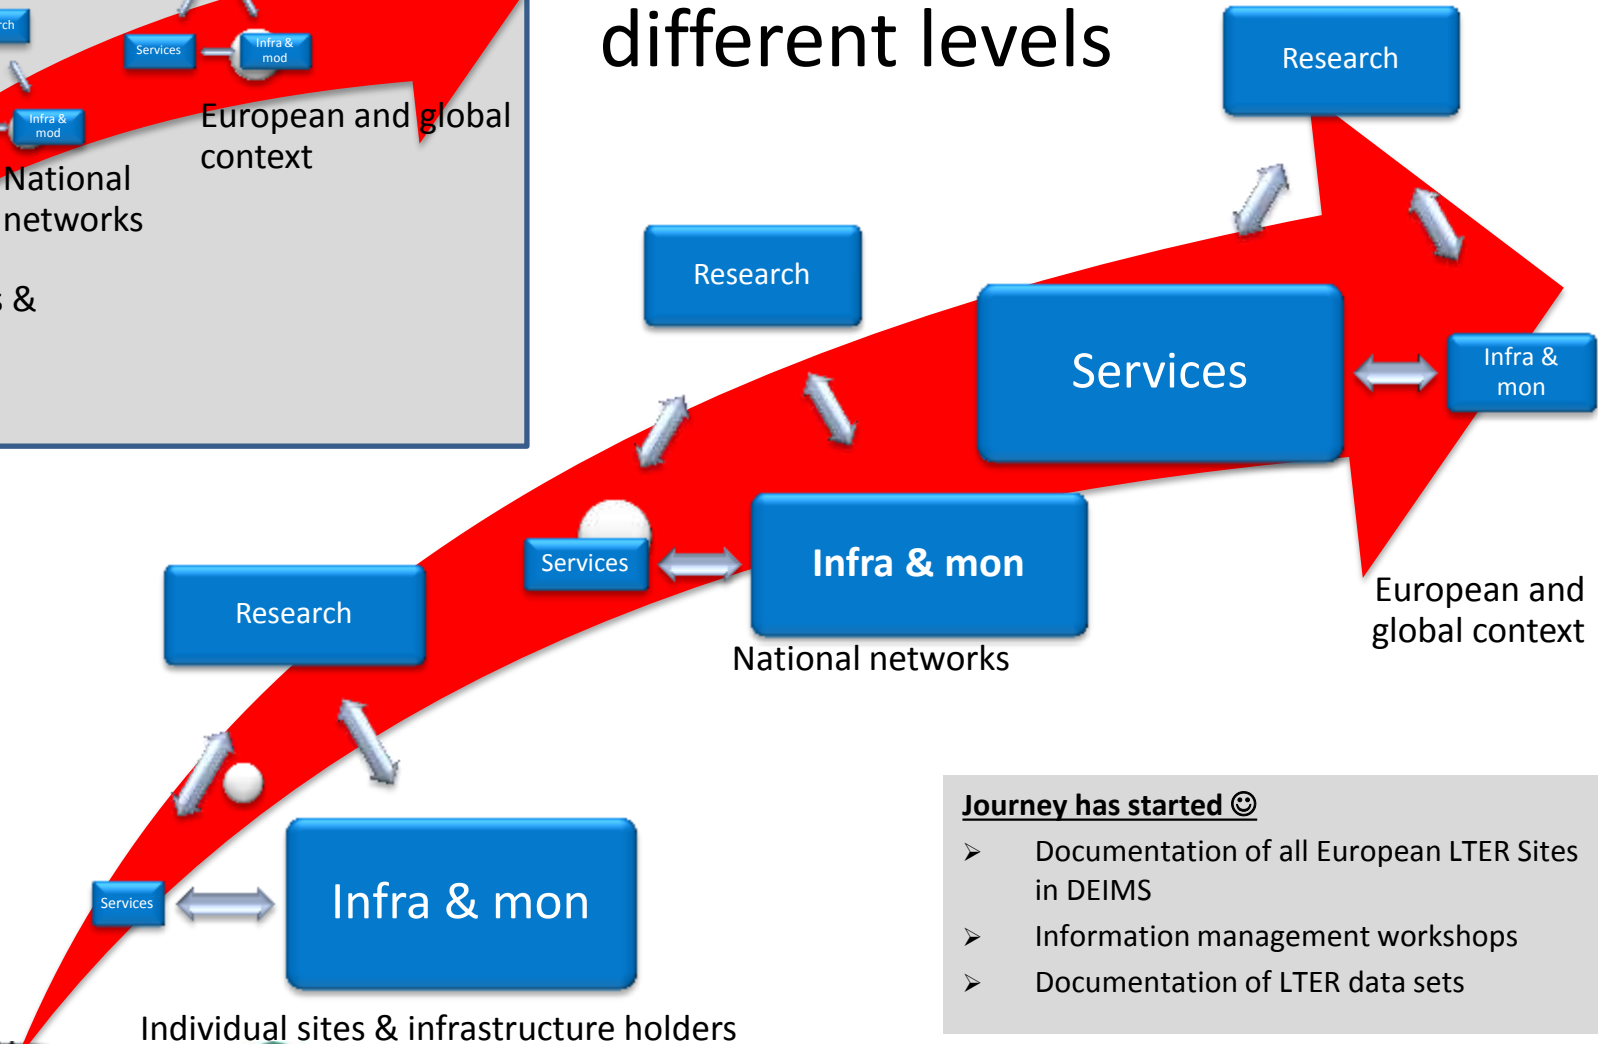 different levels
rch
Services
Infra &
mod
Infra &
mod
European and global
context
National
networks
s &
Research
Research
Services
Infra &
mon
Services
Infra & mon
European and
global context
National networks
Research
Services
Infra & mon
Individual sites & infrastructure holders
Journey has started ☺
➢ Documentation of all European LTER Sites
in DEIMS
➢ Information management workshops
➢ Documentation of LTER data sets